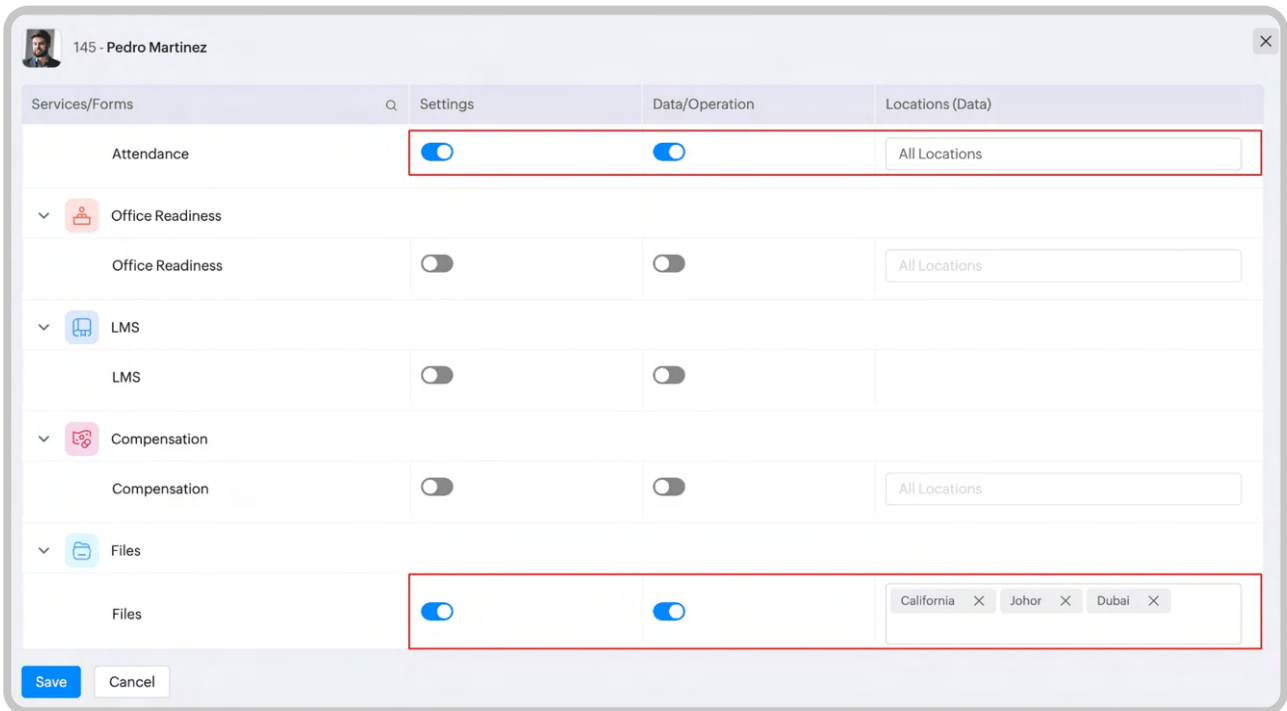 145 - Pedro Martinez
Services/Forms Settings Data/Operation Locations (Data)
Attendance All Locations
Office Readiness
Office Readiness All Locations
LMS
LMS
Compensation
Compensation All Locations
Files
Files California Johor Dubai
Save Cancel